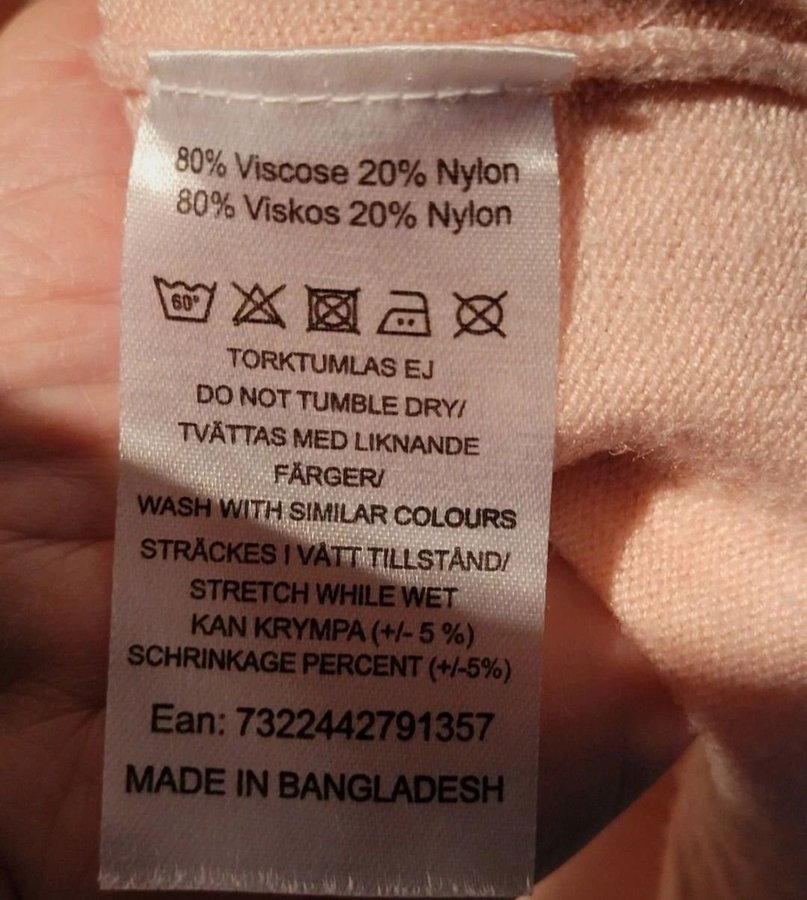 80% Viscose 20% Nylon
80% Viskos 20% Nylon
60°
TORKTUMLAS EJ
DO NOT TUMBLE DRY/
TVÄTTAS MED LIKNANDE
FÄRGER/
WASH WITH SIMILAR COLOURS
STRÄCKES I VÅTT TILLSTÅND/
STRETCH WHILE WET
KAN KRYMPA (+/- 5 %)
SCHRINKAGE PERCENT (+/-5%)
Ean: 7322442791357
MADE IN BANGLADESH